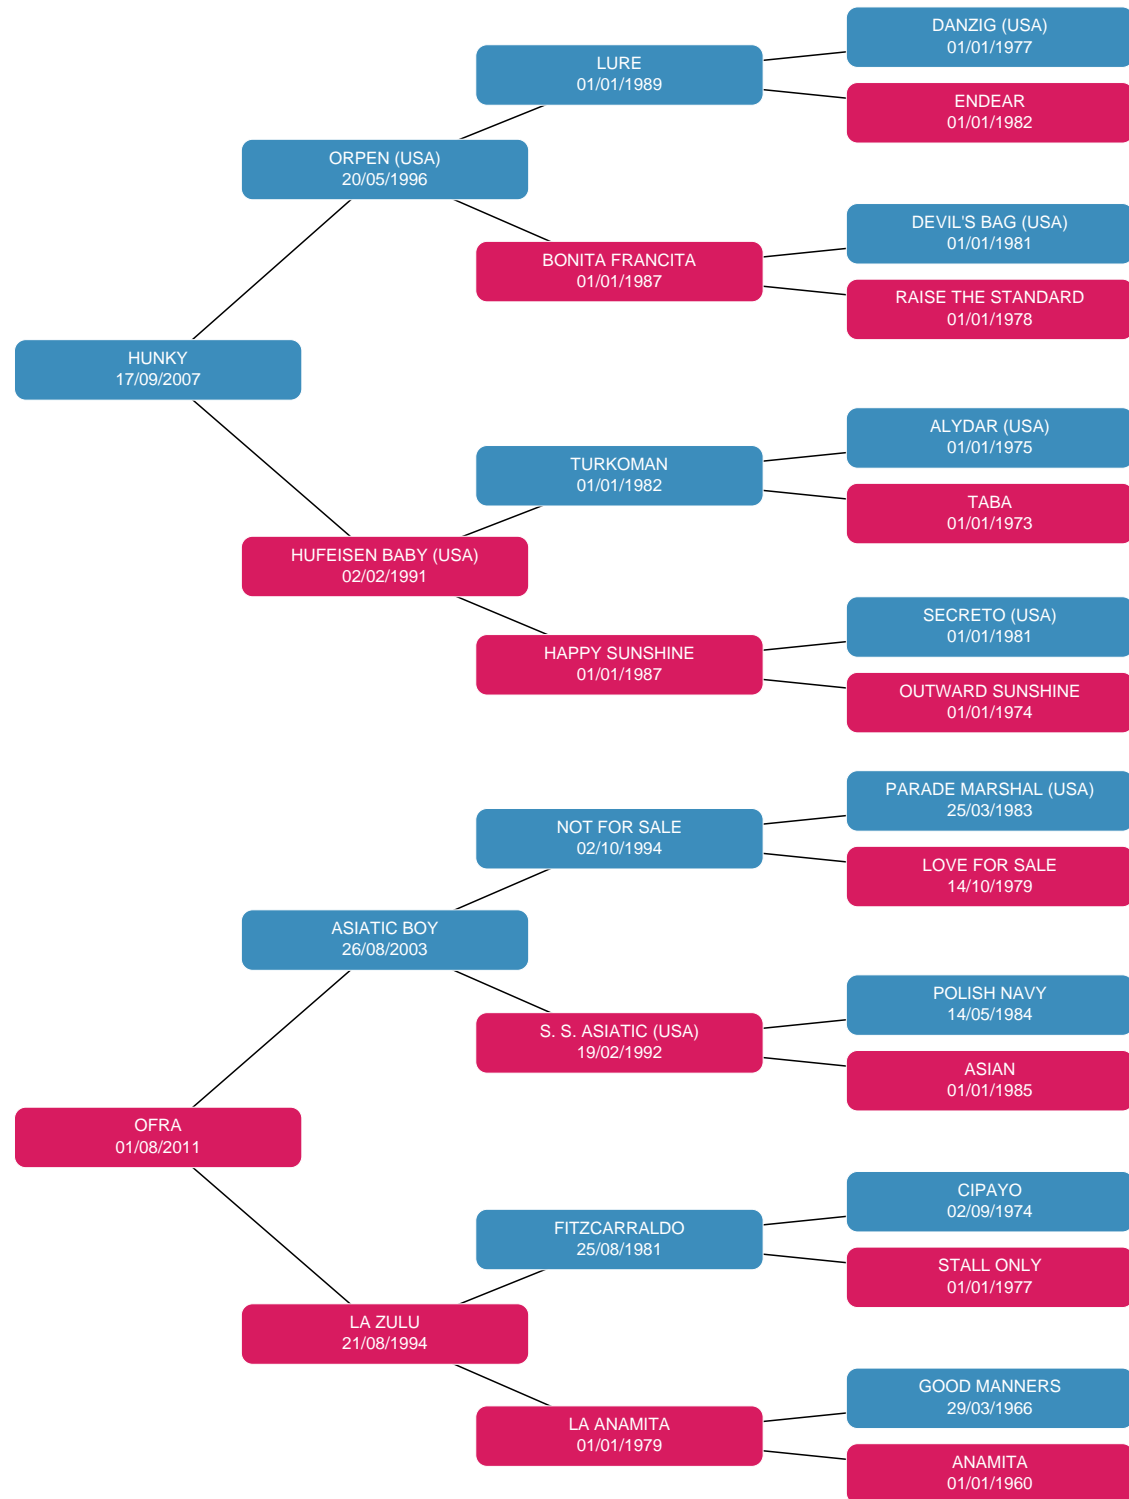 DANZIG (USA)
01/01/1977
LURE
01/01/1989
ENDEAR
01/01/1982
ORPEN (USA)
20/05/1996
DEVIL'S BAG (USA)
01/01/1981
BONITA FRANCITA
01/01/1987
RAISE THE STANDARD
01/01/1978
HUNKY
17/09/2007
ALYDAR (USA)
01/01/1975
TURKOMAN
01/01/1982
TABA
01/01/1973
HUFEISEN BABY (USA)
02/02/1991
SECRETO (USA)
01/01/1981
HAPPY SUNSHINE
01/01/1987
OUTWARD SUNSHINE
01/01/1974
PARADE MARSHAL (USA)
25/03/1983
NOT FOR SALE
02/10/1994
LOVE FOR SALE
14/10/1979
ASIATIC BOY
26/08/2003
POLISH NAVY
14/05/1984
S. S. ASIATIC (USA)
19/02/1992
ASIAN
01/01/1985
OFRA
01/08/2011
CIPAYO
02/09/1974
FITZCARRALDO
25/08/1981
STALL ONLY
01/01/1977
LA ZULU
21/08/1994
GOOD MANNERS
29/03/1966
LA ANAMITA
01/01/1979
ANAMITA
01/01/1960